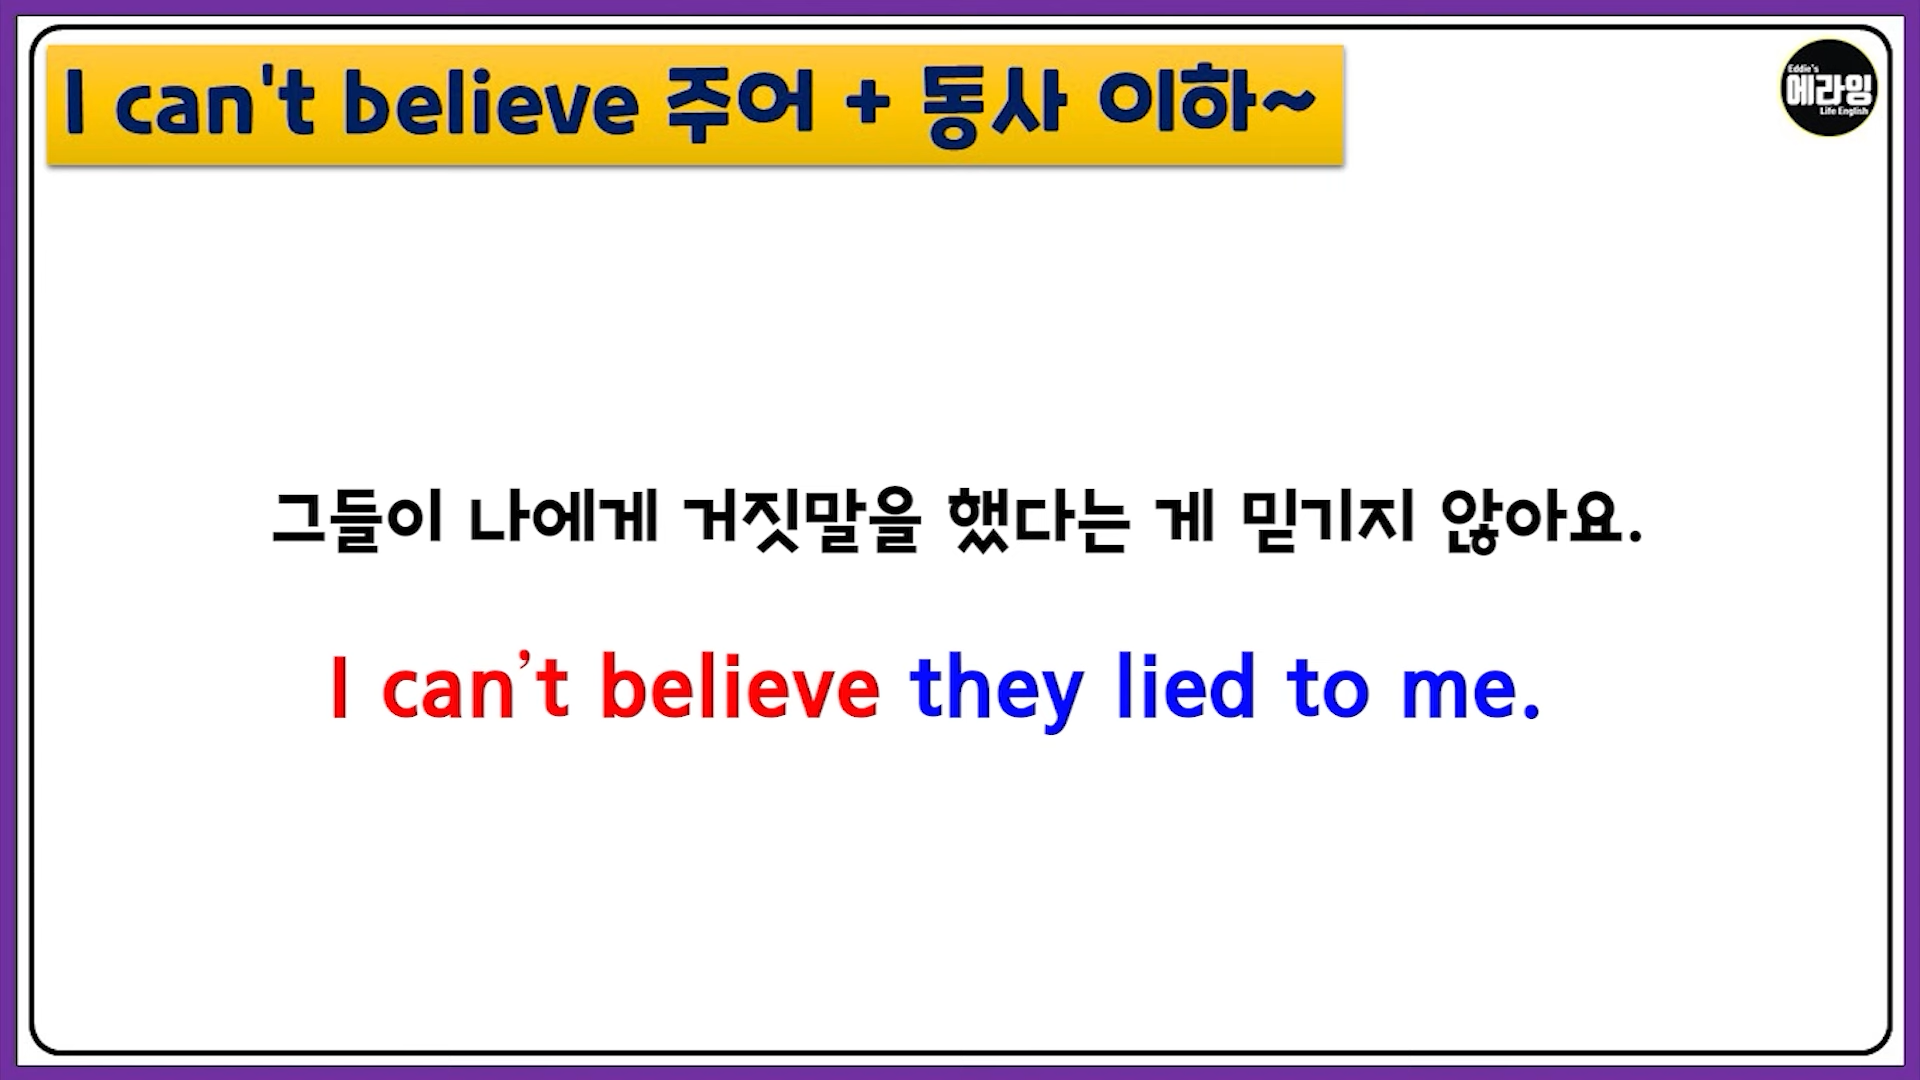 I can't believe 주어 + 동사 이하~
Eddie's
에라잉
Life English
그들이 나에게 거짓말을 했다는 게 믿기지 않아요.
I can’t believe they lied to me.